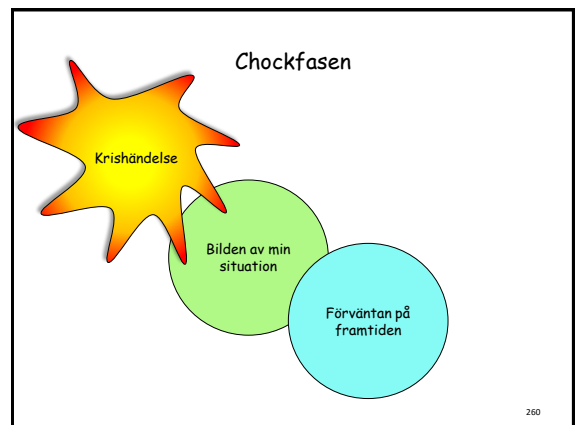 Chockfasen
Krishändelse
Bilden av min
situation
Förväntan på
framtiden
260